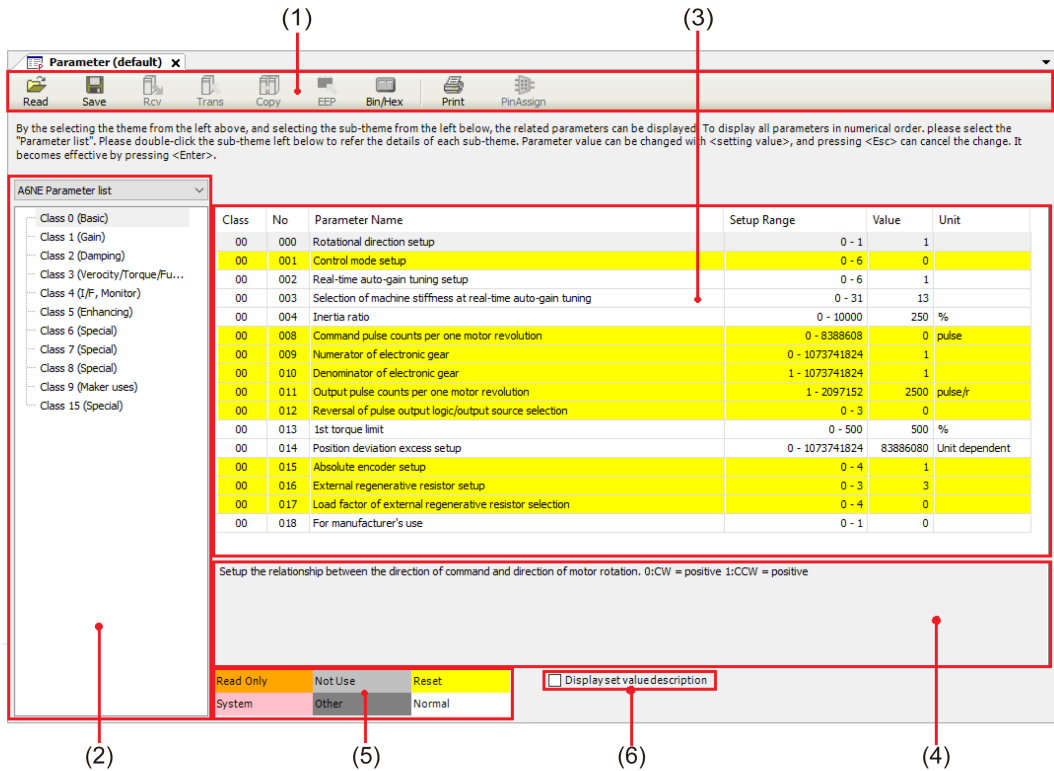 (1)
(3)
Parameter (default) x
Read Save Rcv Trans Copy EEP Bin/Hex Print PinAssign
By the selecting the theme from the left above, and selecting the sub-theme from the left below, the related parameters can be displayed. To display all parameters in numerical order. please select the
"Parameter list". Please double-click the sub-theme left below to refer the details of each sub-theme. Parameter value can be changed with <setting value>, and pressing <Esc> can cancel the change. It
becomes effective by pressing <Enter>.
A6NE Parameter list
Class 0 (Basic)
Class 1 (Gain)
Class 2 (Damping)
Class 3 (Verocity/Torque/Fu...
Class 4 (I/F, Monitor)
Class 5 (Enhancing)
Class 6 (Special)
Class 7 (Special)
Class 8 (Special)
Class 9 (Maker uses)
Class 15 (Special)
Class No Parameter Name Setup Range Value Unit
00 000 Rotational direction setup 0 - 1 1
00 001 Control mode setup 0 - 6 0
00 002 Real-time auto-gain tuning setup 0 - 6 1
00 003 Selection of machine stiffness at real-time auto-gain tuning 0 - 31 13
00 004 Inertia ratio 0 - 10000 250 %
00 008 Command pulse counts per one motor revolution 0 - 8388608 0 pulse
00 009 Numerator of electronic gear 0 - 1073741824 1
00 010 Denominator of electronic gear 1 - 1073741824 1
00 011 Output pulse counts per one motor revolution 1 - 2097152 2500 pulse/r
00 012 Reversal of pulse output logic/output source selection 0 - 3 0
00 013 1st torque limit 0 - 500 500 %
00 014 Position deviation excess setup 0 - 1073741824 83886080 Unit dependent
00 015 Absolute encoder setup 0 - 4 1
00 016 External regenerative resistor setup 0 - 3 3
00 017 Load factor of external regenerative resistor selection 0 - 4 0
00 018 For manufacturer's use 0 - 1 0
Setup the relationship between the direction of command and direction of motor rotation. 0:CW = positive 1:CCW = positive
Read Only Not Use Reset
System Other Normal
Display set value description
(2)
(5)
(6)
(4)